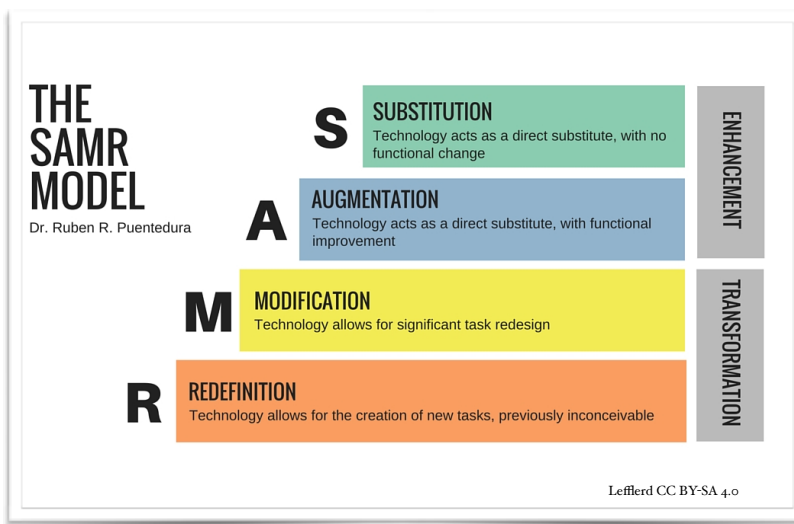 THE
SAMR
MODEL
Dr. Ruben R. Puentedura
S
SUBSTITUTION
Technology acts as a direct substitute, with no
functional change
A
AUGMENTATION
Technology acts as a direct substitute, with functional
improvement
ENHANCEMENT
M
MODIFICATION
Technology allows for significant task redesign
R
REDEFINITION
Technology allows for the creation of new tasks, previously inconceivable
TRANSFORMATION
Lefflerd CC BY-SA 4.0